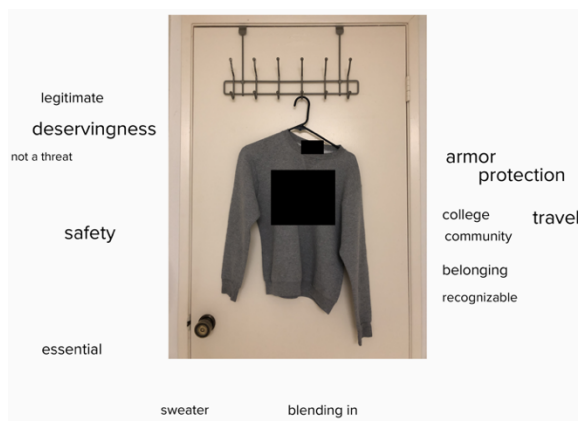 legitimate
deservingness
not a threat
safety
essential
armor
protection
college
travel
community
belonging
recognizable
sweater
blending in